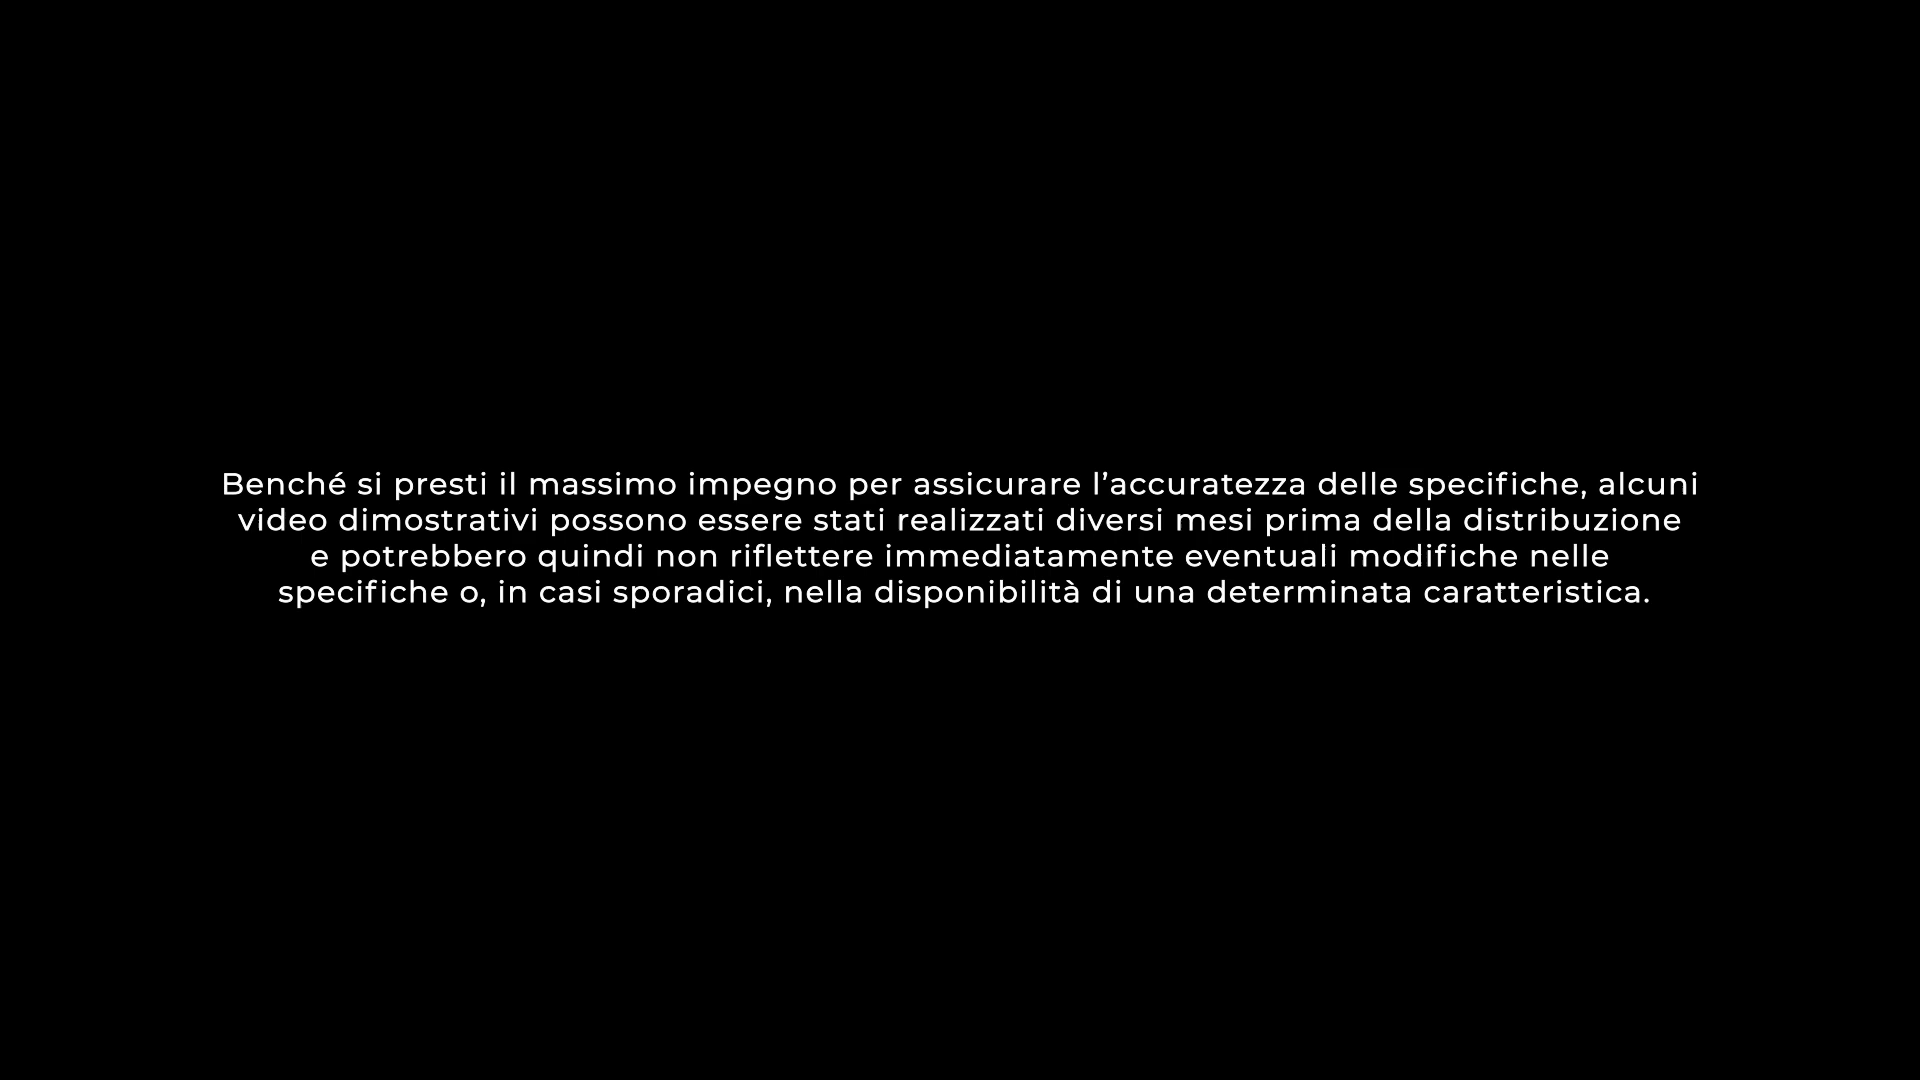 Benché si presti il massimo impegno per assicurare l’accuratezza delle specifiche, alcuni
video dimostrativi possono essere stati realizzati diversi mesi prima della distribuzione
e potrebbero quindi non riflettere immediatamente eventuali modifiche nelle
specifiche o, in casi sporadici, nella disponibilità di una determinata caratteristica.